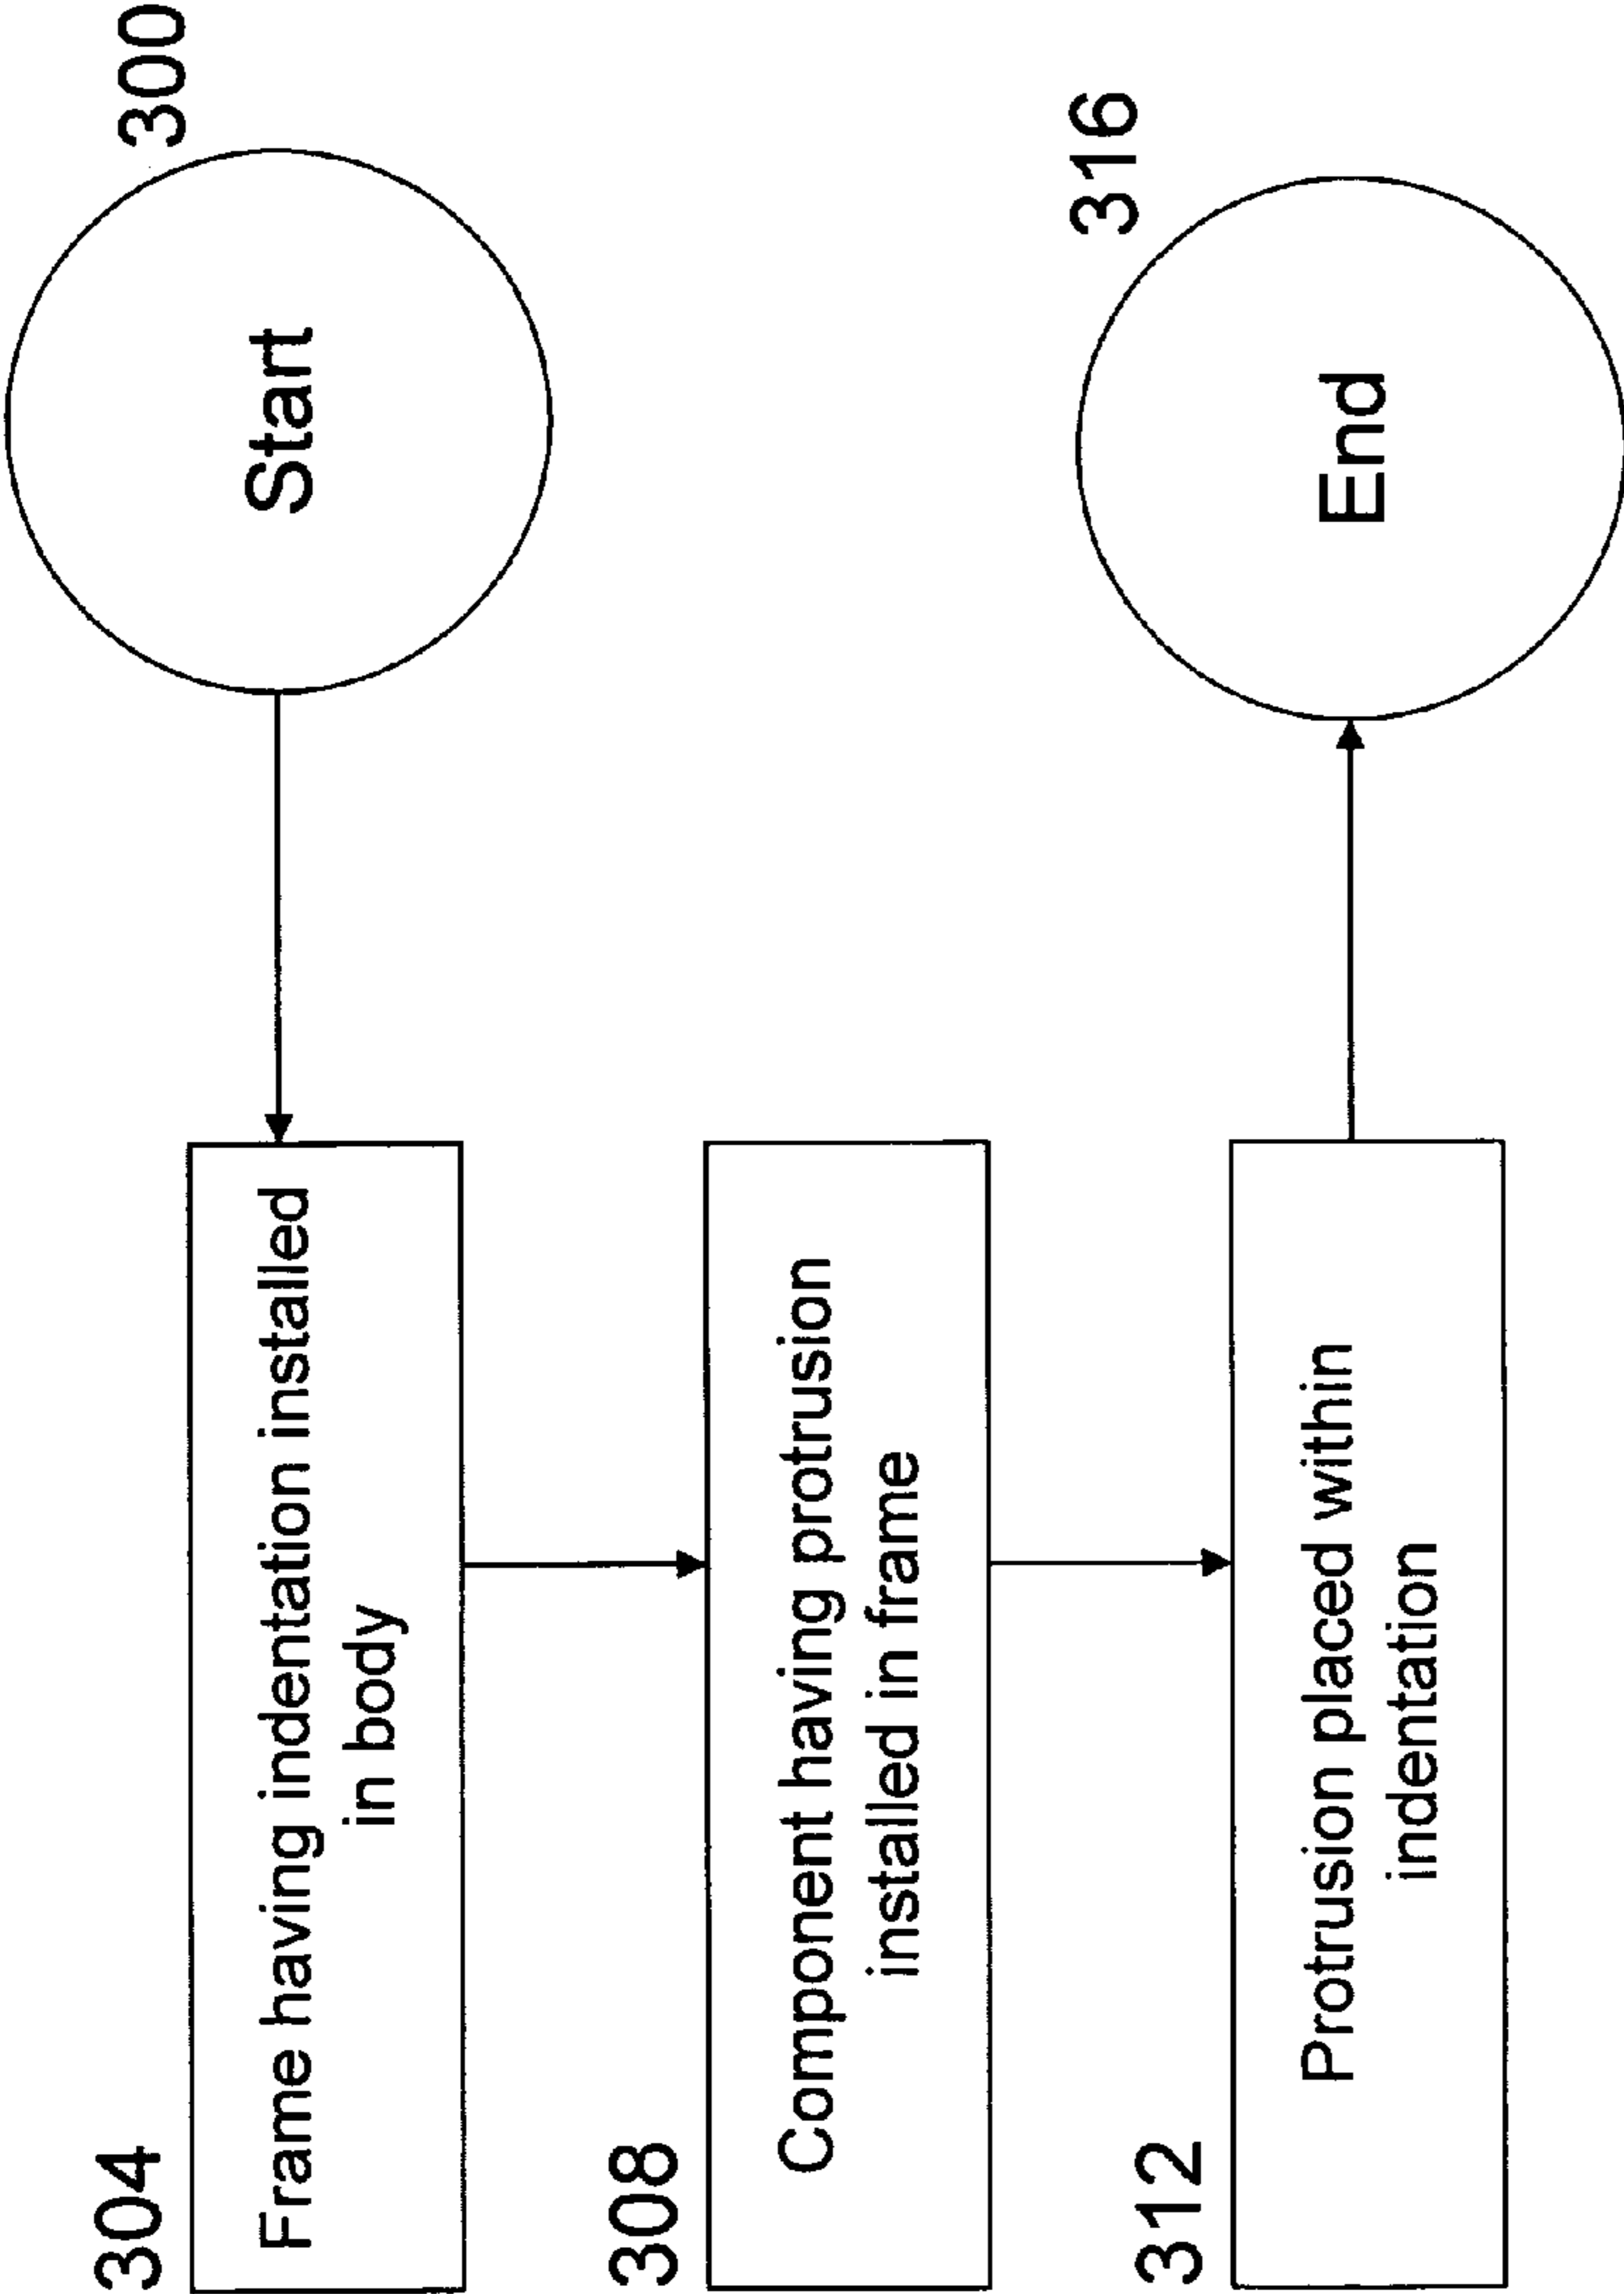 300
Start
304
Frame having indentation installed
in body
308
Component having protrusion
installed in frame
312
Protrusion placed within
indentation
316
End